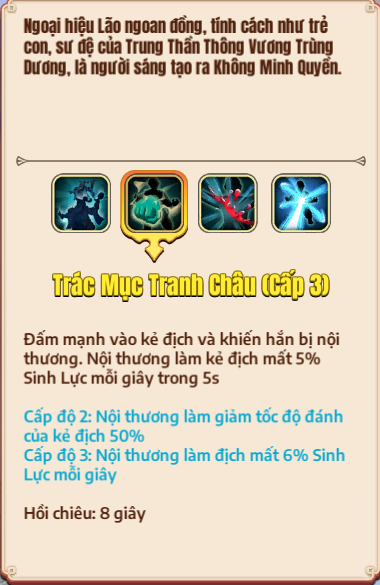 Ngoại hiệu Lão ngoan đồng, tính cách như trẻ
con, sư đệ của Trung Thần Thông Vương Trùng
Dương, là người sáng tạo ra Không Minh Quyền.
Trác Mục Tranh Châu (Cấp 3)
Đấm mạnh vào kẻ địch và khiến hắn bị nội
thương. Nội thương làm kẻ địch mất 5%
Sinh Lực mỗi giây trong 5s
Cấp độ 2: Nội thương làm giảm tốc độ đánh
của kẻ địch 50%
Cấp độ 3: Nội thương làm địch mất 6% Sinh
Lực mỗi giây
Hồi chiêu: 8 giây